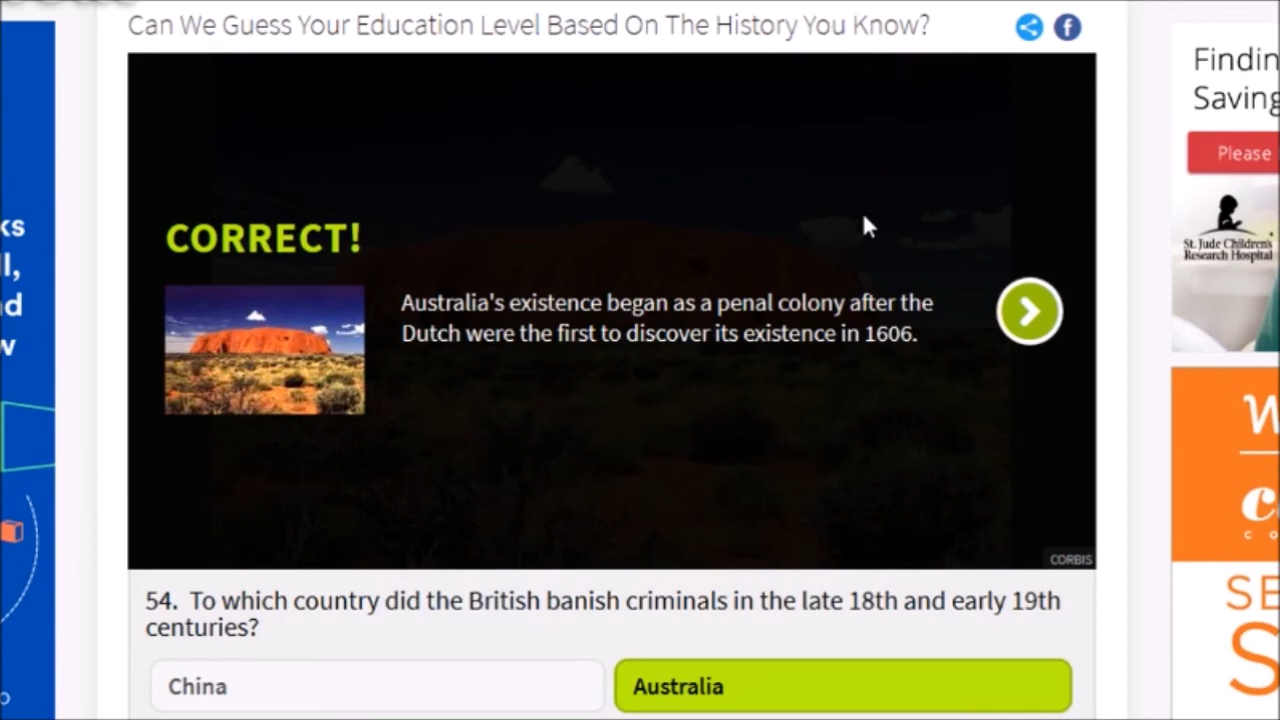 Can We Guess Your Education Level Based On The History You Know?
f
CORRECT!
Australia's existence began as a penal colony after the
Dutch were the first to discover its existence in 1606.
CORBIS
54. To which country did the British banish criminals in the late 18th and early 19th
centuries?
China
Australia
Please
St. Jude Children's
Research Hospital